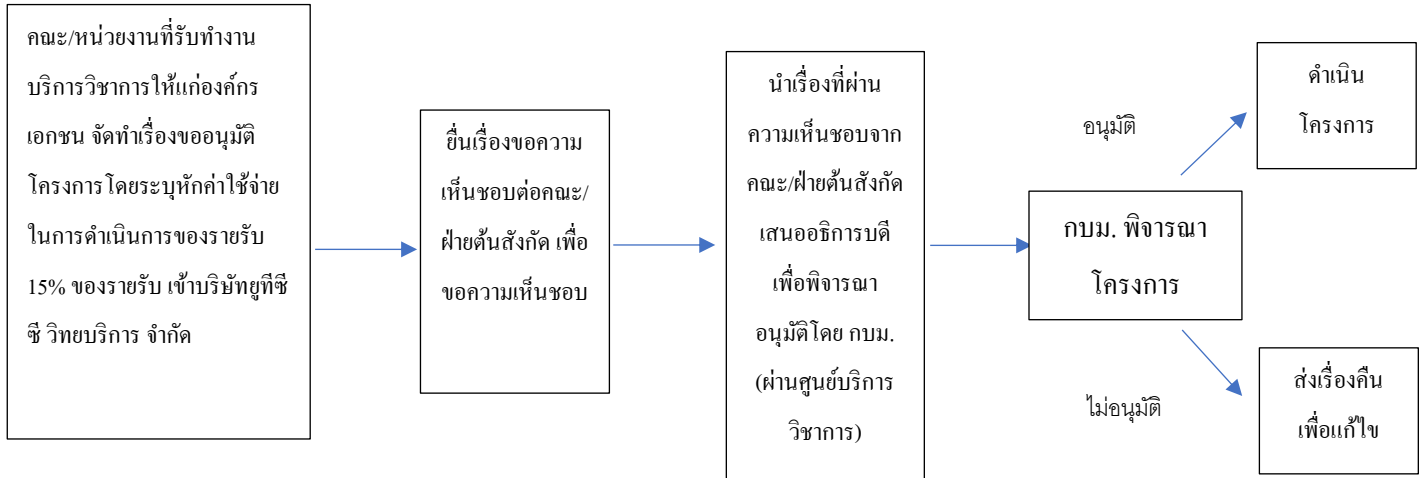 คณะ/หน่วยงานที่รับทำงาน
บริการวิชาการให้แก่องค์กร
เอกชน จัดทำเรื่องขออนุมัติ
โครงการโดยระบุหักค่าใช้จ่าย
ในการดำเนินการของรายรับ
15% ของรายรับ เข้าบริษัทยูทีซี
ซี วิทยบริการ จำกัด
ยื่นเรื่องขอความ
เห็นชอบต่อคณะ/
ฝ่ายต้นสังกัด เพื่อ
ขอความเห็นชอบ
นำเรื่องที่ผ่าน
ความเห็นชอบจาก
คณะ/ฝ่ายต้นสังกัด
เสนออธิการบดี
เพื่อพิจารณา
อนุมัติโดย กบม.
(ผ่านศูนย์บริการ
วิชาการ)
กบม. พิจารณา
โครงการ
อนุมัติ
ดำเนิน
โครงการ
ไม่อนุมัติ
ส่งเรื่องคืน
เพื่อแก้ไข